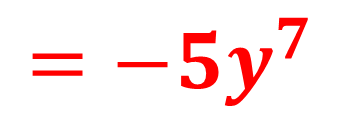 = −5y⁷